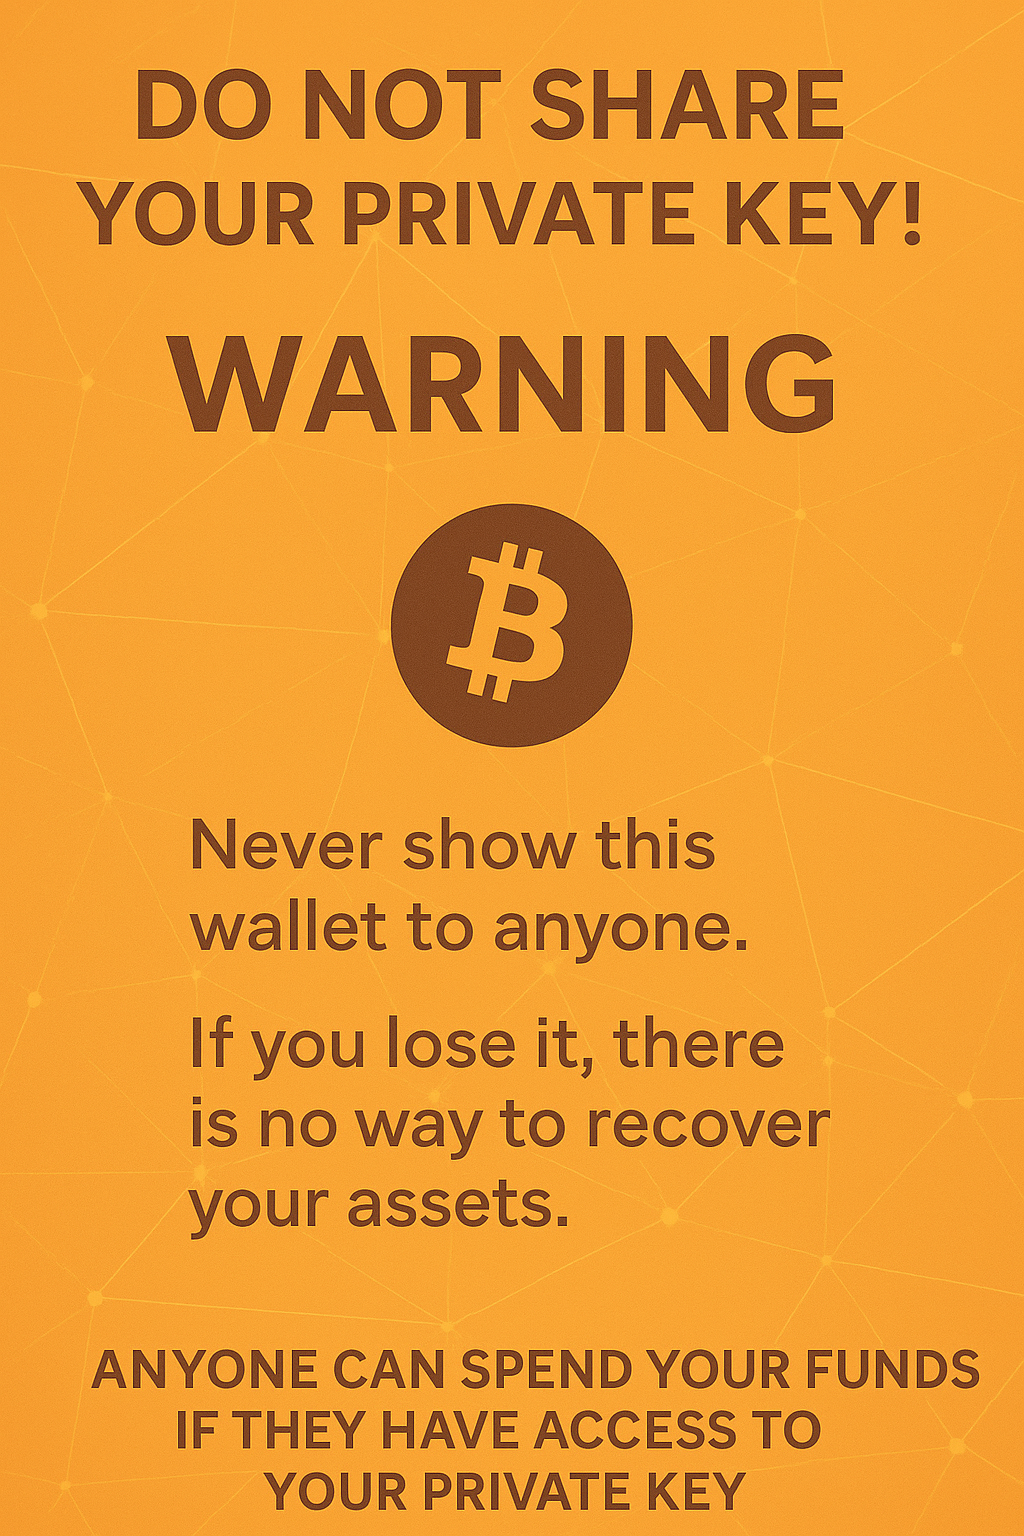 DO NOT SHARE
YOUR PRIVATE KEY!
WARNING
Never show this
wallet to anyone.
If you lose it, there
is no way to recover
your assets.
ANYONE CAN SPEND YOUR FUNDS
IF THEY HAVE ACCESS TO
YOUR PRIVATE KEY